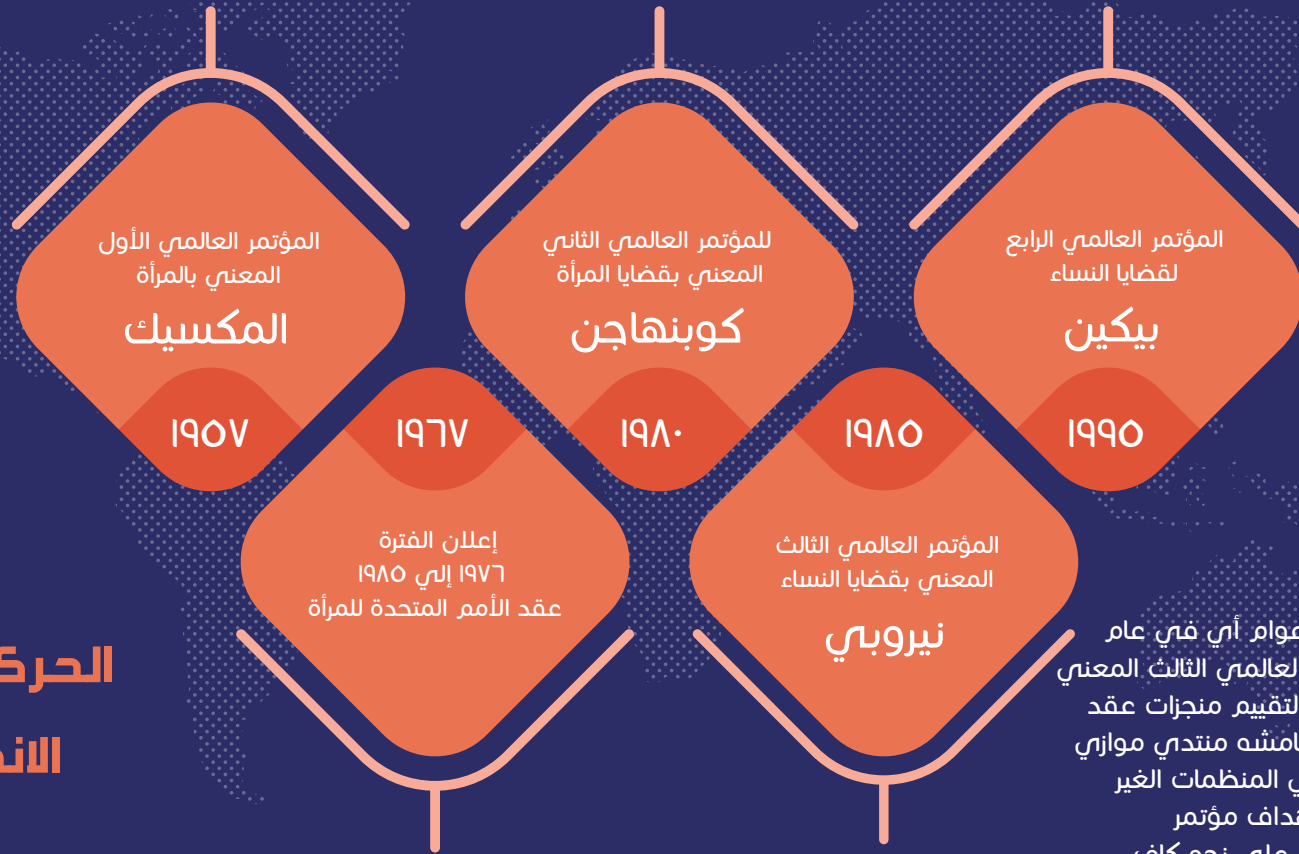 المؤتمر العالمي الأول
المعني بالمرأة
المكسيك
١٩٥٧
١٩٦٧
إعلان الفترة
١٩٧٦ إلي ١٩٨٥
عقد الأمم المتحدة للمرأة
للمؤتمر العالمي الثاني
المعني بقضايا المرأة
كوبنهاجن
١٩٨٠
١٩٨٥
المؤتمر العالمي الثالث
المعني بقضايا النساء
نيروبي
المؤتمر العالمي الرابع
لقضايا النساء
بيكين
١٩٩٥
أي في عام
العالمي الثالث المعني
لتقييم منجزات عقد
منتدي موازي
المنظمات الغير
مؤتمر